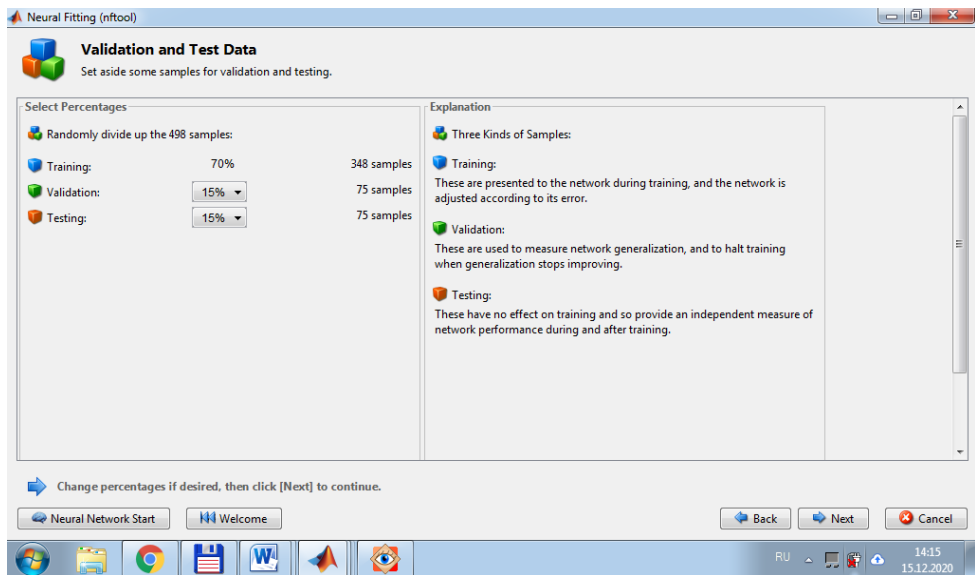 Neural Fitting (nftool)
Validation and Test Data
Set aside some samples for validation and testing.
Select Percentages
Randomly divide up the 498 samples:
Training: 70% 348 samples
Validation: 15% 75 samples
Testing: 15% 75 samples
Explanation
Three Kinds of Samples:
Training:
These are presented to the network during training, and the network is
adjusted according to its error.
Validation:
These are used to measure network generalization, and to halt training
when generalization stops improving.
Testing:
These have no effect on training and so provide an independent measure of
network performance during and after training.
Change percentages if desired, then click [Next] to continue.
Neural Network Start Welcome Back Next Cancel
W RU 14:15
15.12.2020